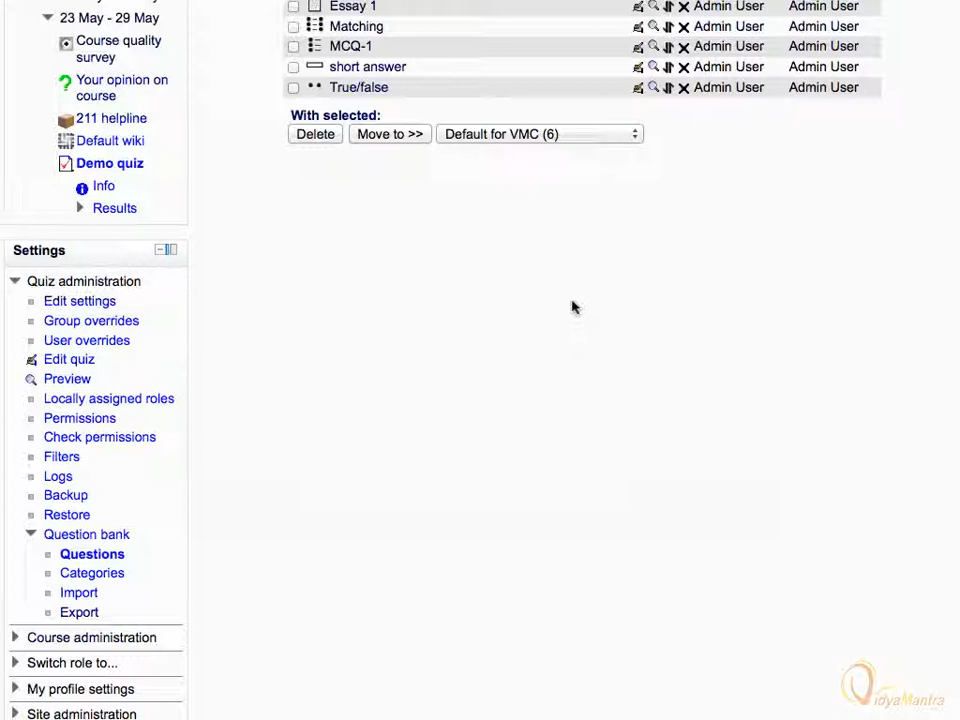 23 May - 29 May
Course quality
survey
Your opinion on
course
211 helpline
Default wiki
Demo quiz
Info
Results
Settings
Quiz administration
Edit settings
Group overrides
User overrides
Edit quiz
Preview
Locally assigned roles
Permissions
Check permissions
Filters
Logs
Backup
Restore
Question bank
Questions
Categories
Import
Export
Course administration
Switch role to...
My profile settings
Site administration
Essay 1 Admin User Admin User
Matching Admin User Admin User
MCQ-1 Admin User Admin User
short answer Admin User Admin User
True/false Admin User Admin User
With selected:
Delete Move to >> Default for VMC (6)
VidyaMantra